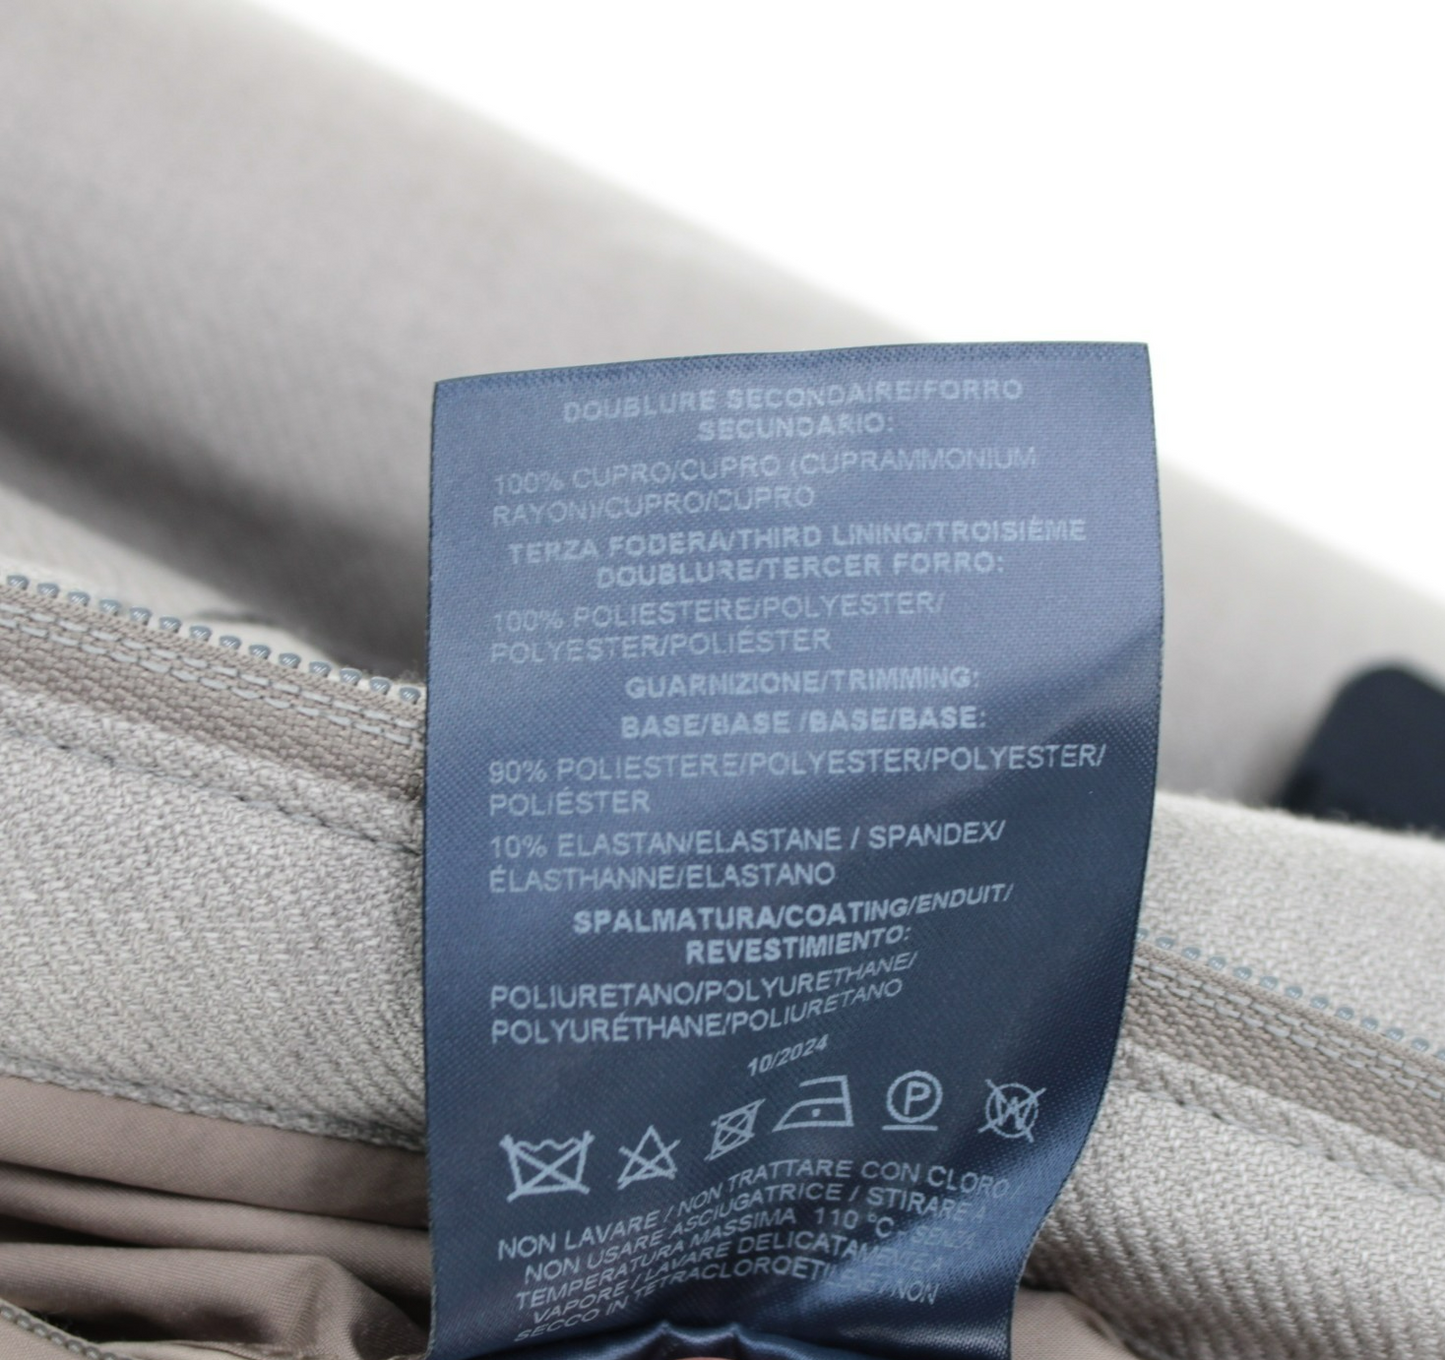 DOUBLURE SECONDAIRE/FORRO
SECUNDARIO:
100% CUPRO/CUPRO (CUPRAMMONIUM
RAYON)/CUPRO/CUPRO
TERZA FODERA/THIRD LINING/TROISIÈME
DOUBLURE/TERCER FORRO:
100% POLIESTERE/POLYESTER/
POLYESTER/POLIÉSTER
GUARNIZIONE/TRIMMING:
BASE/BASE /BASE/BASE:
90% POLIESTERE/POLYESTER/POLYESTER/
POLIÉSTER
10% ELASTAN/ELASTANE / SPANDEX/
ÉLASTHANNE/ELASTANO
SPALMATURA/COATING/ENDUIT/
REVESTIMIENTO:
POLIURETANO/POLYURETHANE/
POLYURÉTHANE/POLIURETANO
10/2024
P W
NON LAVARE / NON TRATTARE CON CLORO /
NON USARE ASCIUGATRICE / STIRARE A
TEMPERATURA MASSIMA 110 °C, SENZA
VAPORE / LAVARE DELICATAMENTE A
SECCO IN TETRACLOROETILENE / NON